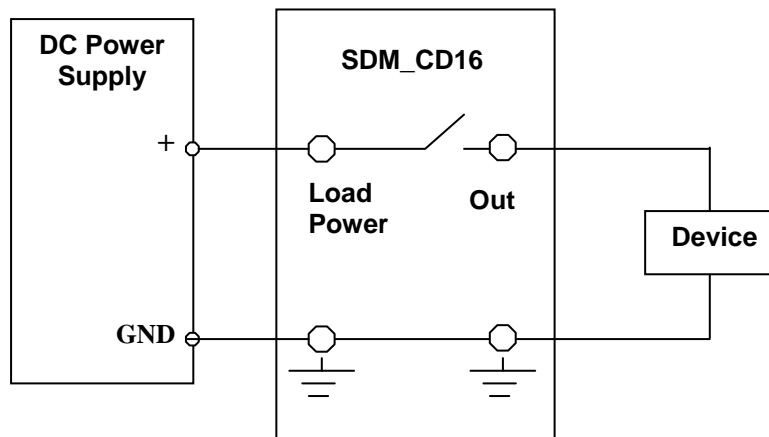 DC Power
Supply
SDM_CD16
+
Load
Power
Out
Device
GND